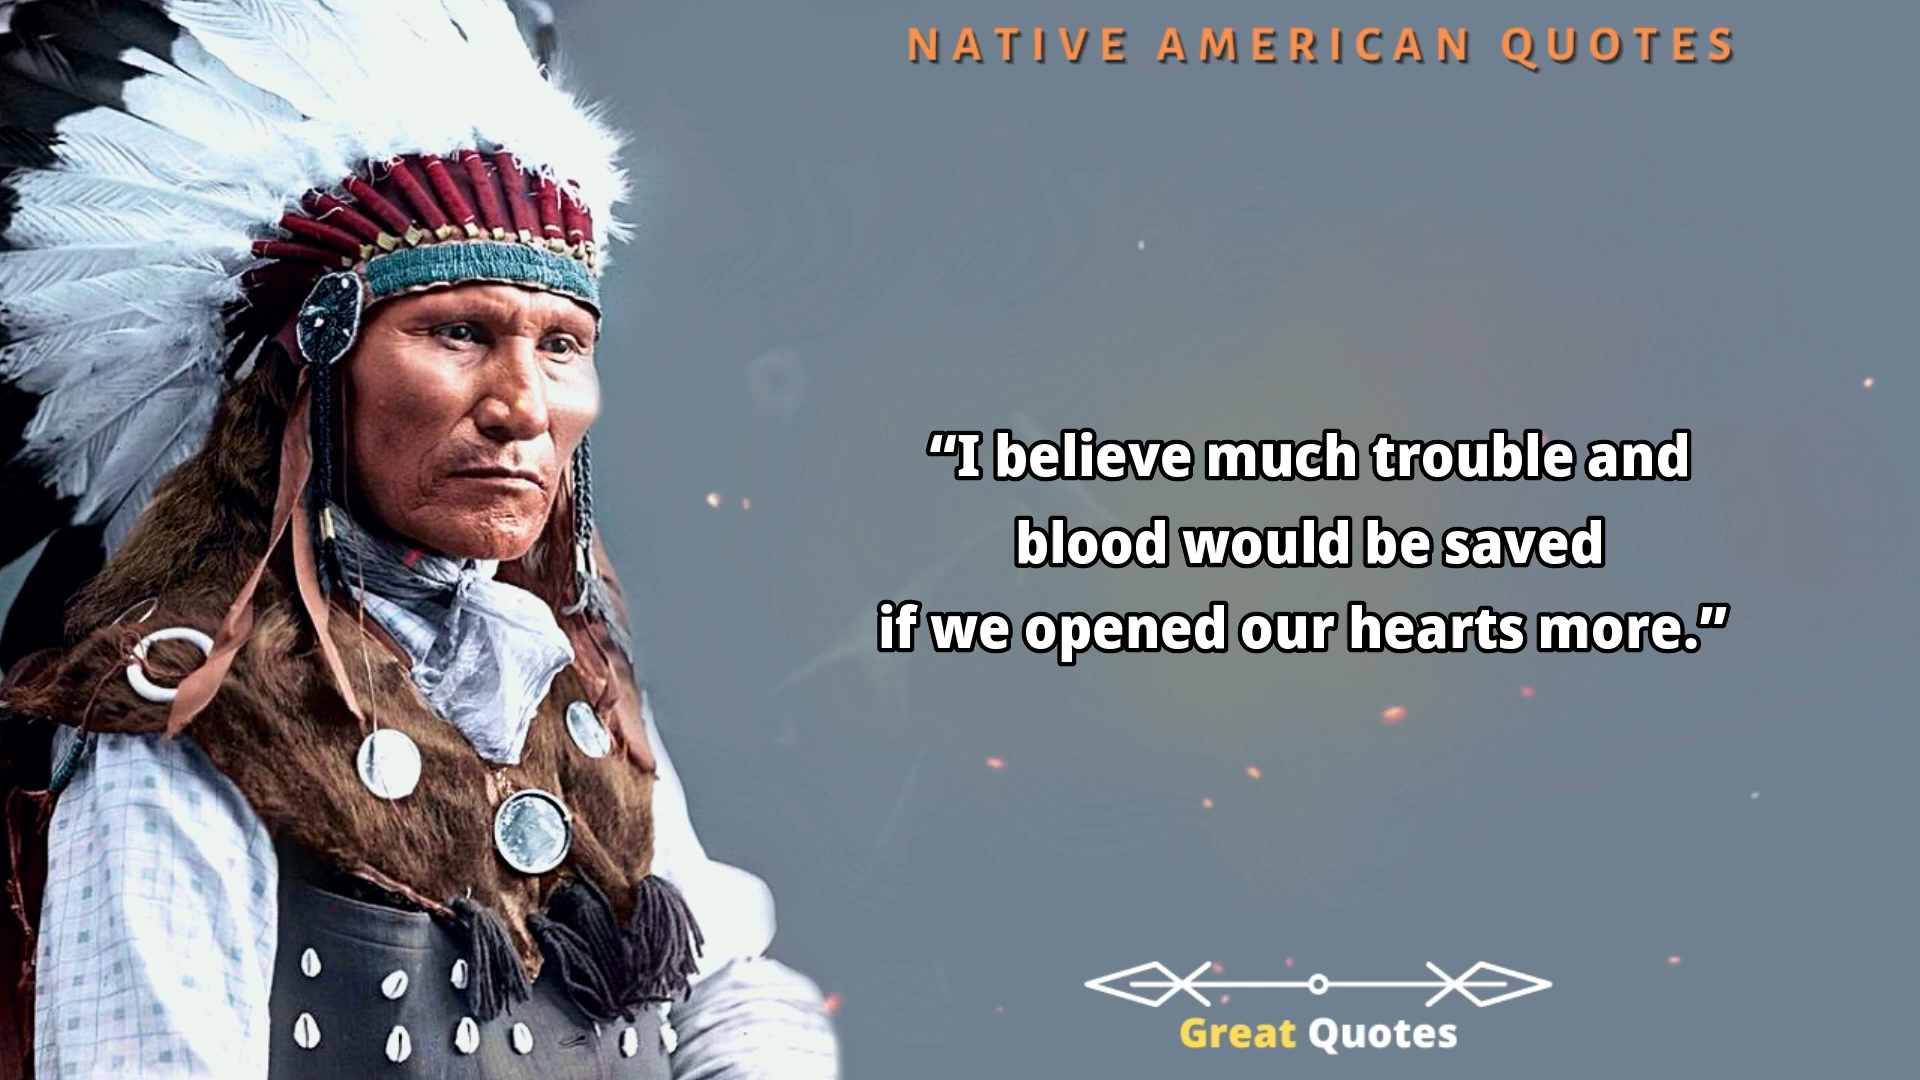 NATIVE AMERICAN QUOTES
“I believe much trouble and
blood would be saved
if we opened our hearts more.”
Great Quotes